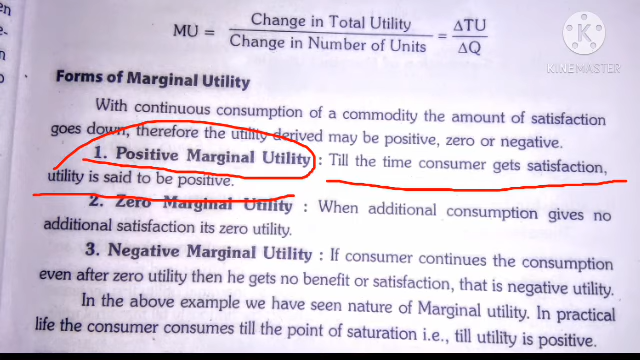 MU = Change in Total Utility / Change in Number of Units = ΔTU / ΔQ
KINEMASTER
Forms of Marginal Utility
With continuous consumption of a commodity the amount of satisfaction
goes down, therefore the utility derived may be positive, zero or negative.
1. Positive Marginal Utility : Till the time consumer gets satisfaction,
utility is said to be positive.
2. Zero Marginal Utility : When additional consumption gives no
additional satisfaction its zero utility.
3. Negative Marginal Utility : If consumer continues the consumption
even after zero utility then he gets no benefit or satisfaction, that is negative utility.
In the above example we have seen nature of Marginal utility. In practical
life the consumer consumes till the point of saturation i.e., till utility is positive.